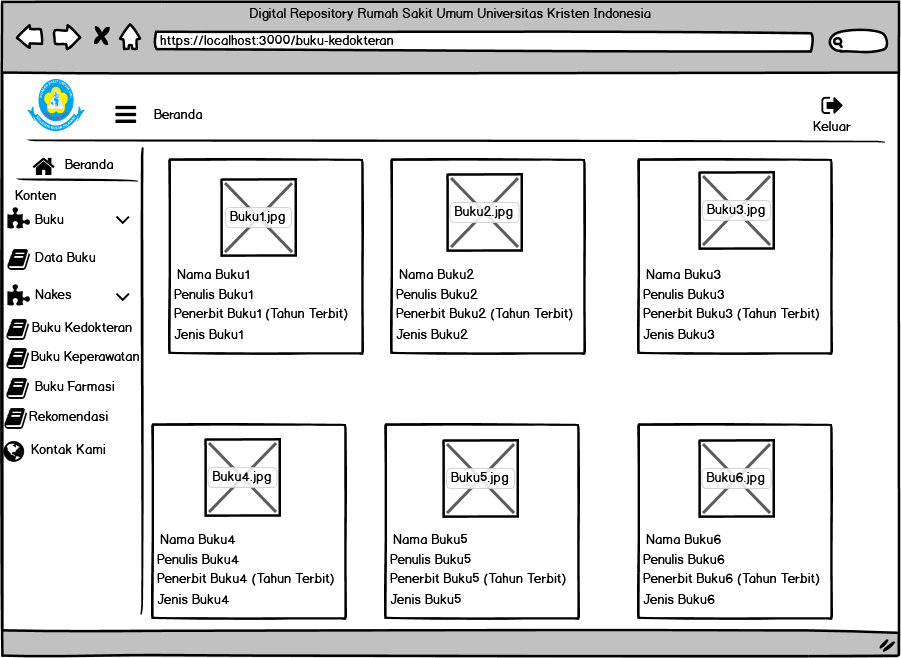 Digital Repository Rumah Sakit Umum Universitas Kristen Indonesia
https://localhost:3000/buku-kedokteran
Beranda
Keluar
Beranda
Konten
Buku
Data Buku
Nakes
Buku Kedokteran
Buku Keperawatan
Buku Farmasi
Rekomendasi
Kontak Kami
Buku1.jpg
Nama Buku1
Penulis Buku1
Penerbit Buku1 (Tahun Terbit)
Jenis Buku1
Buku2.jpg
Nama Buku2
Penulis Buku2
Penerbit Buku2 (Tahun Terbit)
Jenis Buku2
Buku3.jpg
Nama Buku3
Penulis Buku3
Penerbit Buku3 (Tahun Terbit)
Jenis Buku3
Buku4.jpg
Nama Buku4
Penulis Buku4
Penerbit Buku4 (Tahun Terbit)
Jenis Buku4
Buku5.jpg
Nama Buku5
Penulis Buku5
Penerbit Buku5 (Tahun Terbit)
Jenis Buku5
Buku6.jpg
Nama Buku6
Penulis Buku6
Penerbit Buku6 (Tahun Terbit)
Jenis Buku6